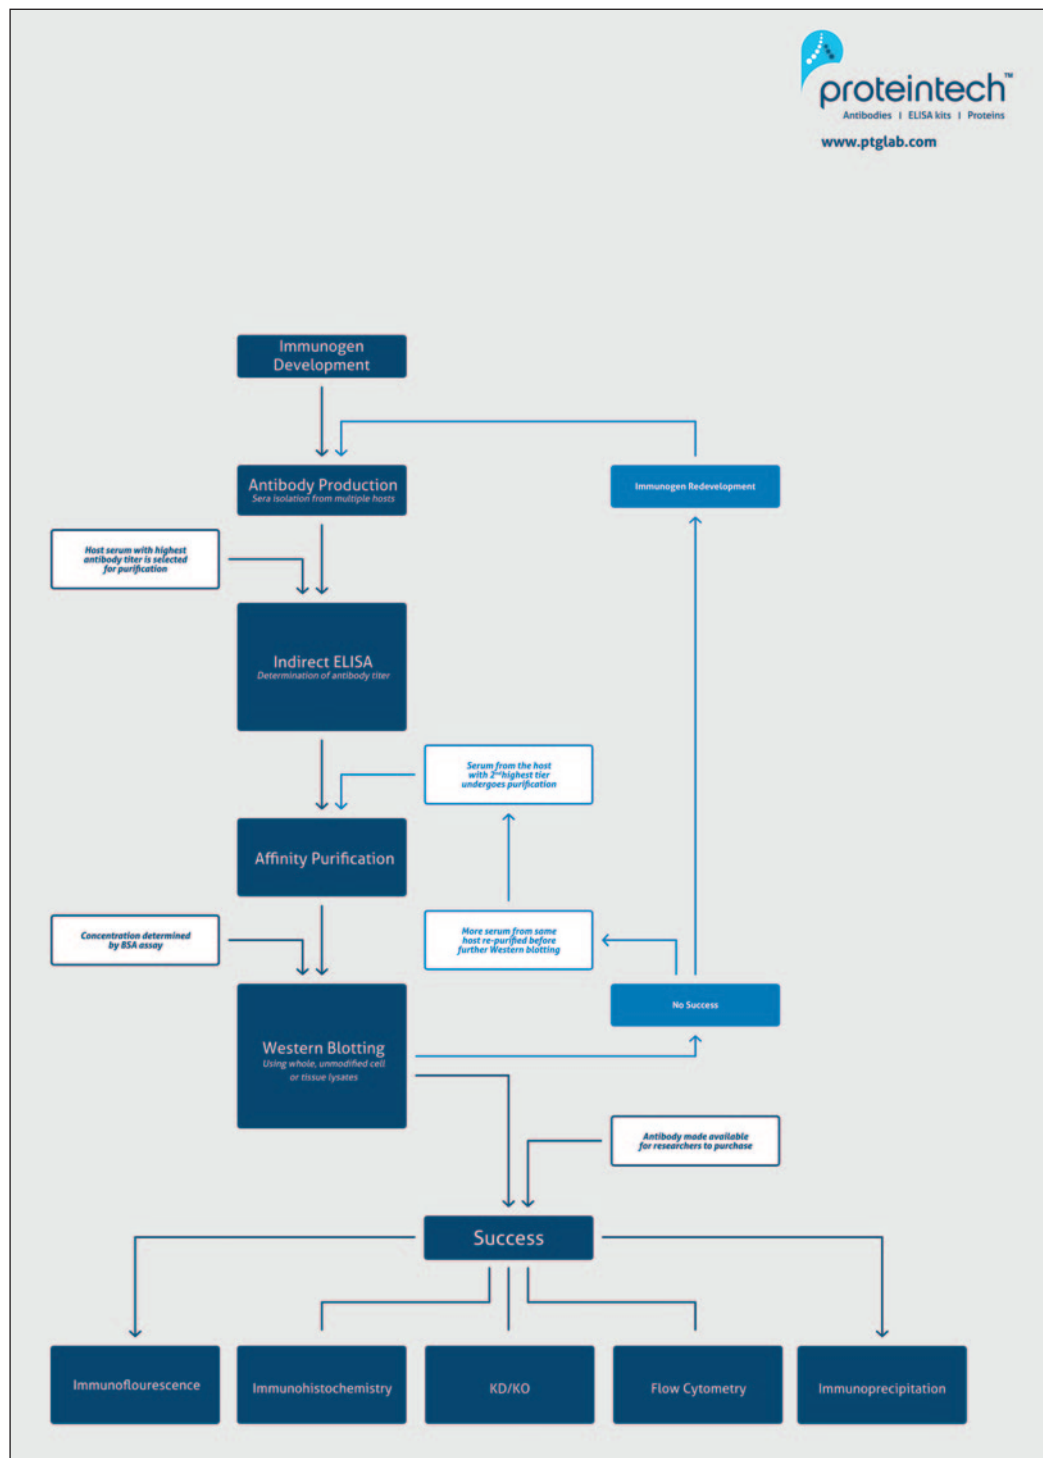 proteintech™
Antibodies | ELISA kits | Proteins
www.ptglab.com
Immunogen
Development
Antibody Production
Sera isolation from multiple hosts
Immunogen Redevelopment
Host serum with highest
antibody titer is selected
for purification
Indirect ELISA
Determination of antibody titer
Serum from the host
with 2nd highest tier
undergoes purification
Affinity Purification
Concentration determined
by BSA assay
More serum from same
host re-purified before
further Western blotting
No Success
Western Blotting
Using whole, unmodified cell
or tissue lysates
Antibody made available
for researchers to purchase
Success
Immunoflourescence
Immunohistochemistry
KD/KO
Flow Cytometry
Immunoprecipitation